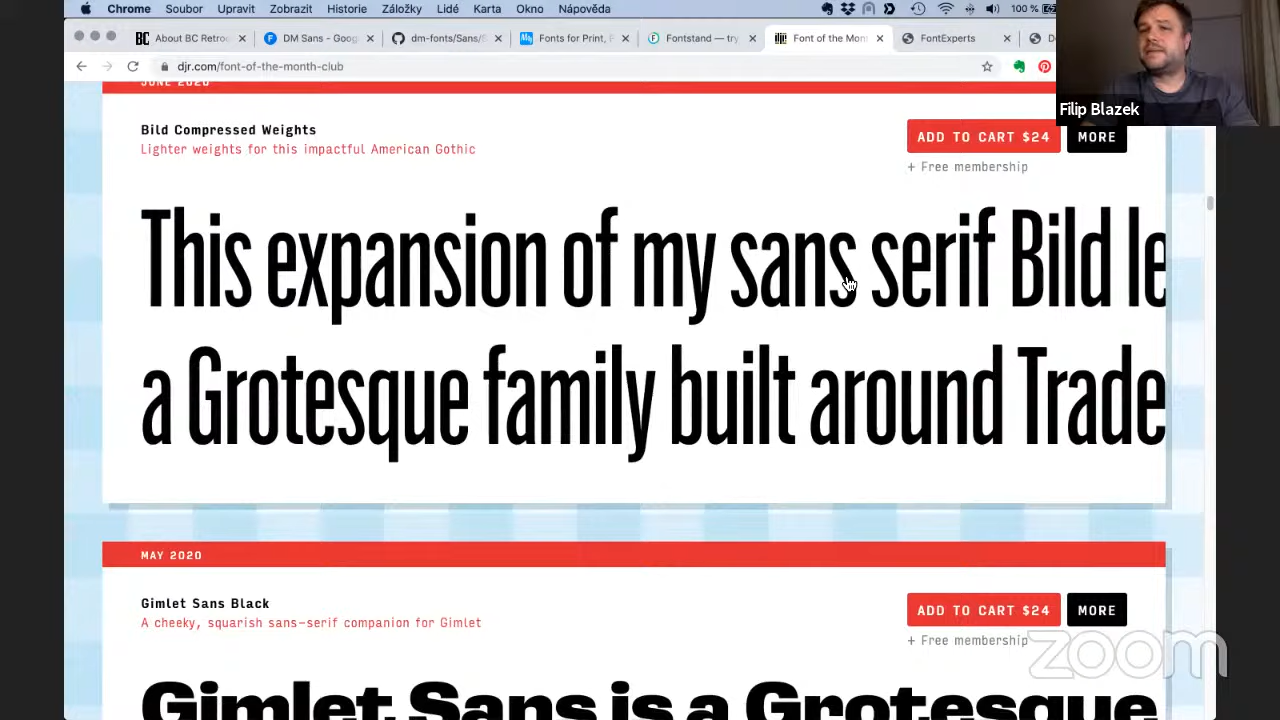 Chrome Soubor Upravit Zobrazit Historie Záložky Lidé Karta Okno Nápověda 100 %
About BC Retro
DM Sans – Goog
dm-fonts/Sans/S
Fonts for Print, P
Fontstand — try
Font of the Mon
FontExperts
djr.com/font-of-the-month-club
Filip Blazek
JUNE 2020
Bild Compressed Weights
Lighter weights for this impactful American Gothic
ADD TO CART $24 MORE
+ Free membership
This expansion of my sans serif Bild le
a Grotesque family built around Trade
MAY 2020
Gimlet Sans Black
A cheeky, squarish sans-serif companion for Gimlet
ADD TO CART $24 MORE
+ Free membership
zoom
Gimlet Sans is a Grotesque